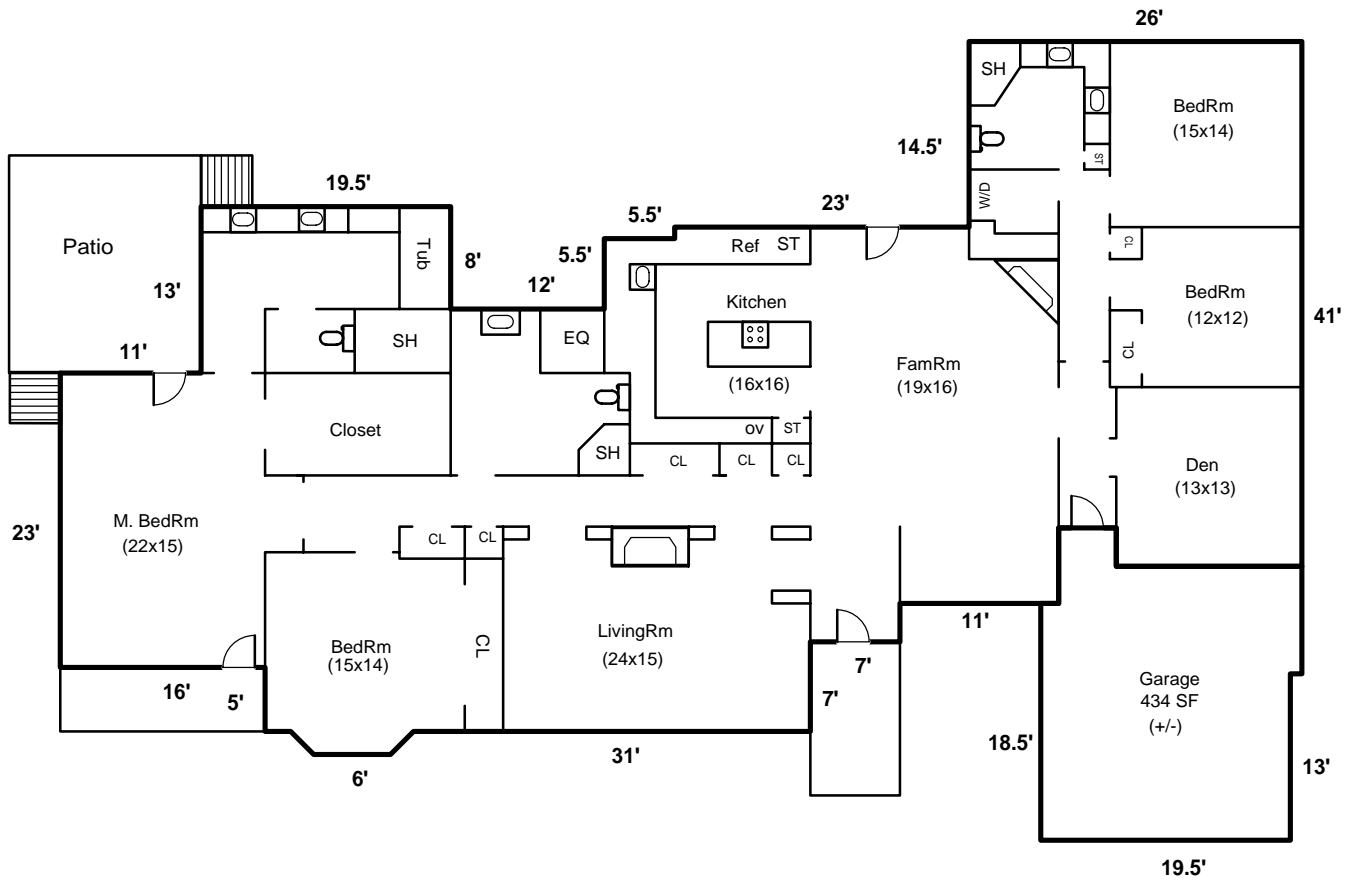 26'
SH
BedRm
(15x14)
14.5'
ST
19.5'
W/D
23'
5.5'
Patio
Tub
Ref
ST
CL
8'
5.5'
13'
12'
Kitchen
BedRm
(12x12)
41'
11'
SH
EQ
CL
FamRm
(19x16)
(16x16)
Closet
ov
ST
SH
CL
CL
CL
Den
(13x13)
M. BedRm
(22x15)
23'
CL
CL
11'
LivingRm
(24x15)
BedRm
(15x14)
CL
7'
16'
5'
7'
Garage
434 SF
(+/-)
18.5'
31'
6'
13'
19.5'